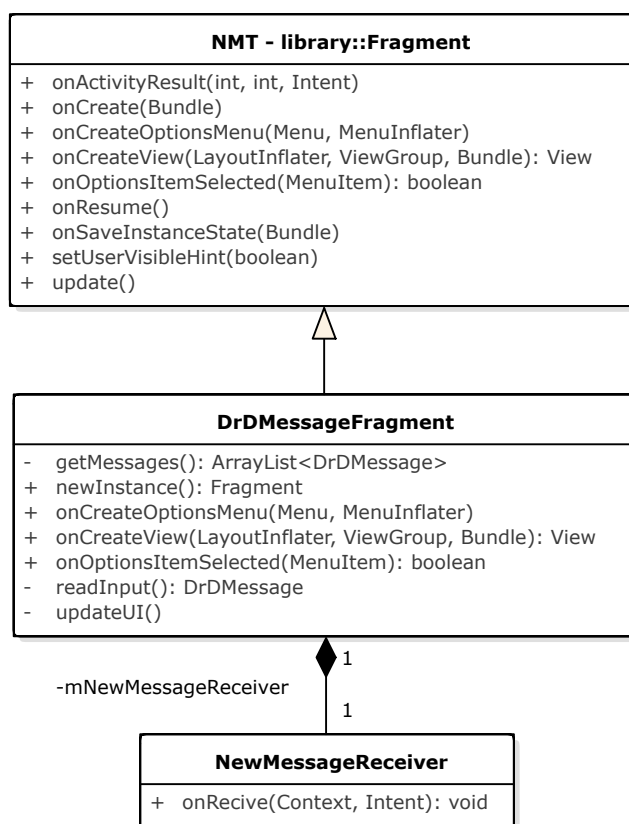 NMT - library::Fragment
+ onActivityResult(int, int, Intent)
+ onCreate(Bundle)
+ onCreateOptionsMenu(Menu, MenuInflater)
+ onCreateView(LayoutInflater, ViewGroup, Bundle): View
+ onOptionsItemSelected(MenuItem): boolean
+ onResume()
+ onSaveInstanceState(Bundle)
+ setUserVisibleHint(boolean)
+ update()
DrDMessageFragment
- getMessages(): ArrayList<DrDMessage>
+ newInstance(): Fragment
+ onCreateOptionsMenu(Menu, MenuInflater)
+ onCreateView(LayoutInflater, ViewGroup, Bundle): View
+ onOptionsItemSelected(MenuItem): boolean
- readInput(): DrDMessage
- updateUI()
1
-mNewMessageReceiver
1
NewMessageReceiver
+ onRecive(Context, Intent): void